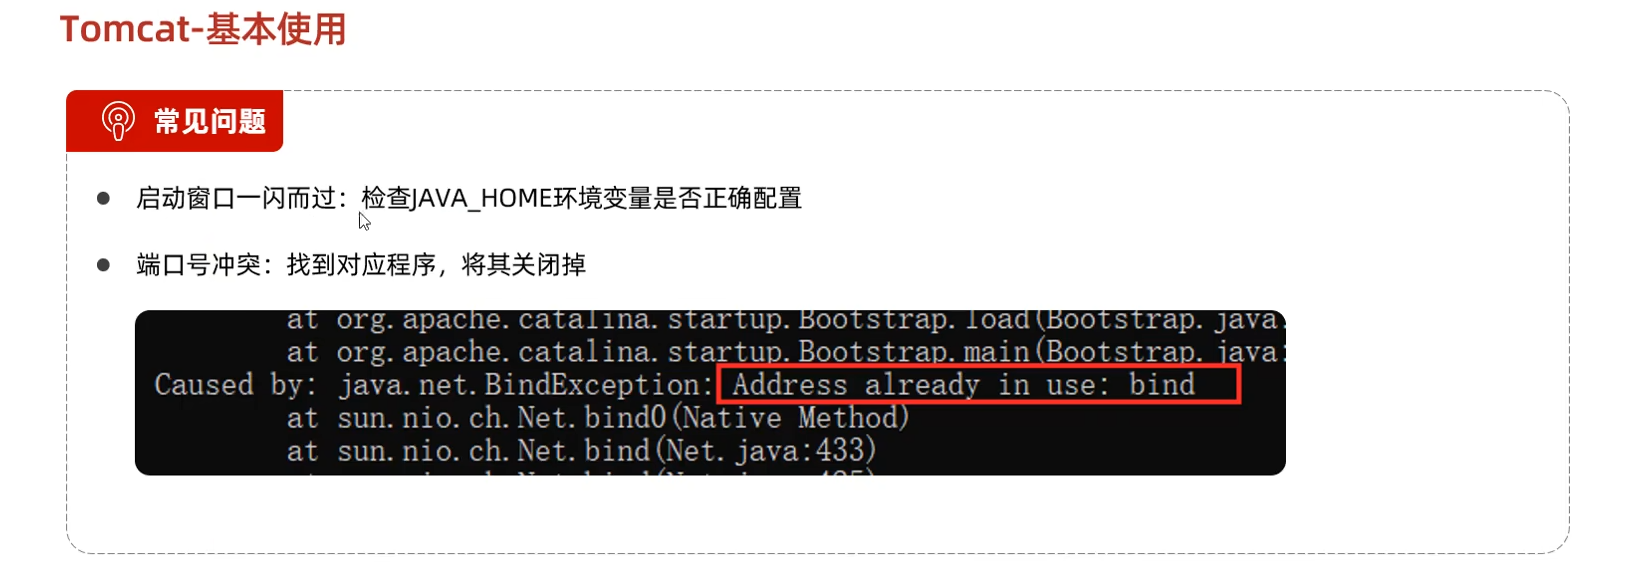 Tomcat-基本使用
常见问题
启动窗口一闪而过：检查JAVA_HOME环境变量是否正确配置
端口号冲突：找到对应程序，将其关闭掉
at org.apache.catalina.startup.Bootstrap.load(Bootstrap.java:
at org.apache.catalina.startup.Bootstrap.main(Bootstrap.java:
Caused by: java.net.BindException: Address already in use: bind
at sun.nio.ch.Net.bind0(Native Method)
at sun.nio.ch.Net.bind(Net.java:433)